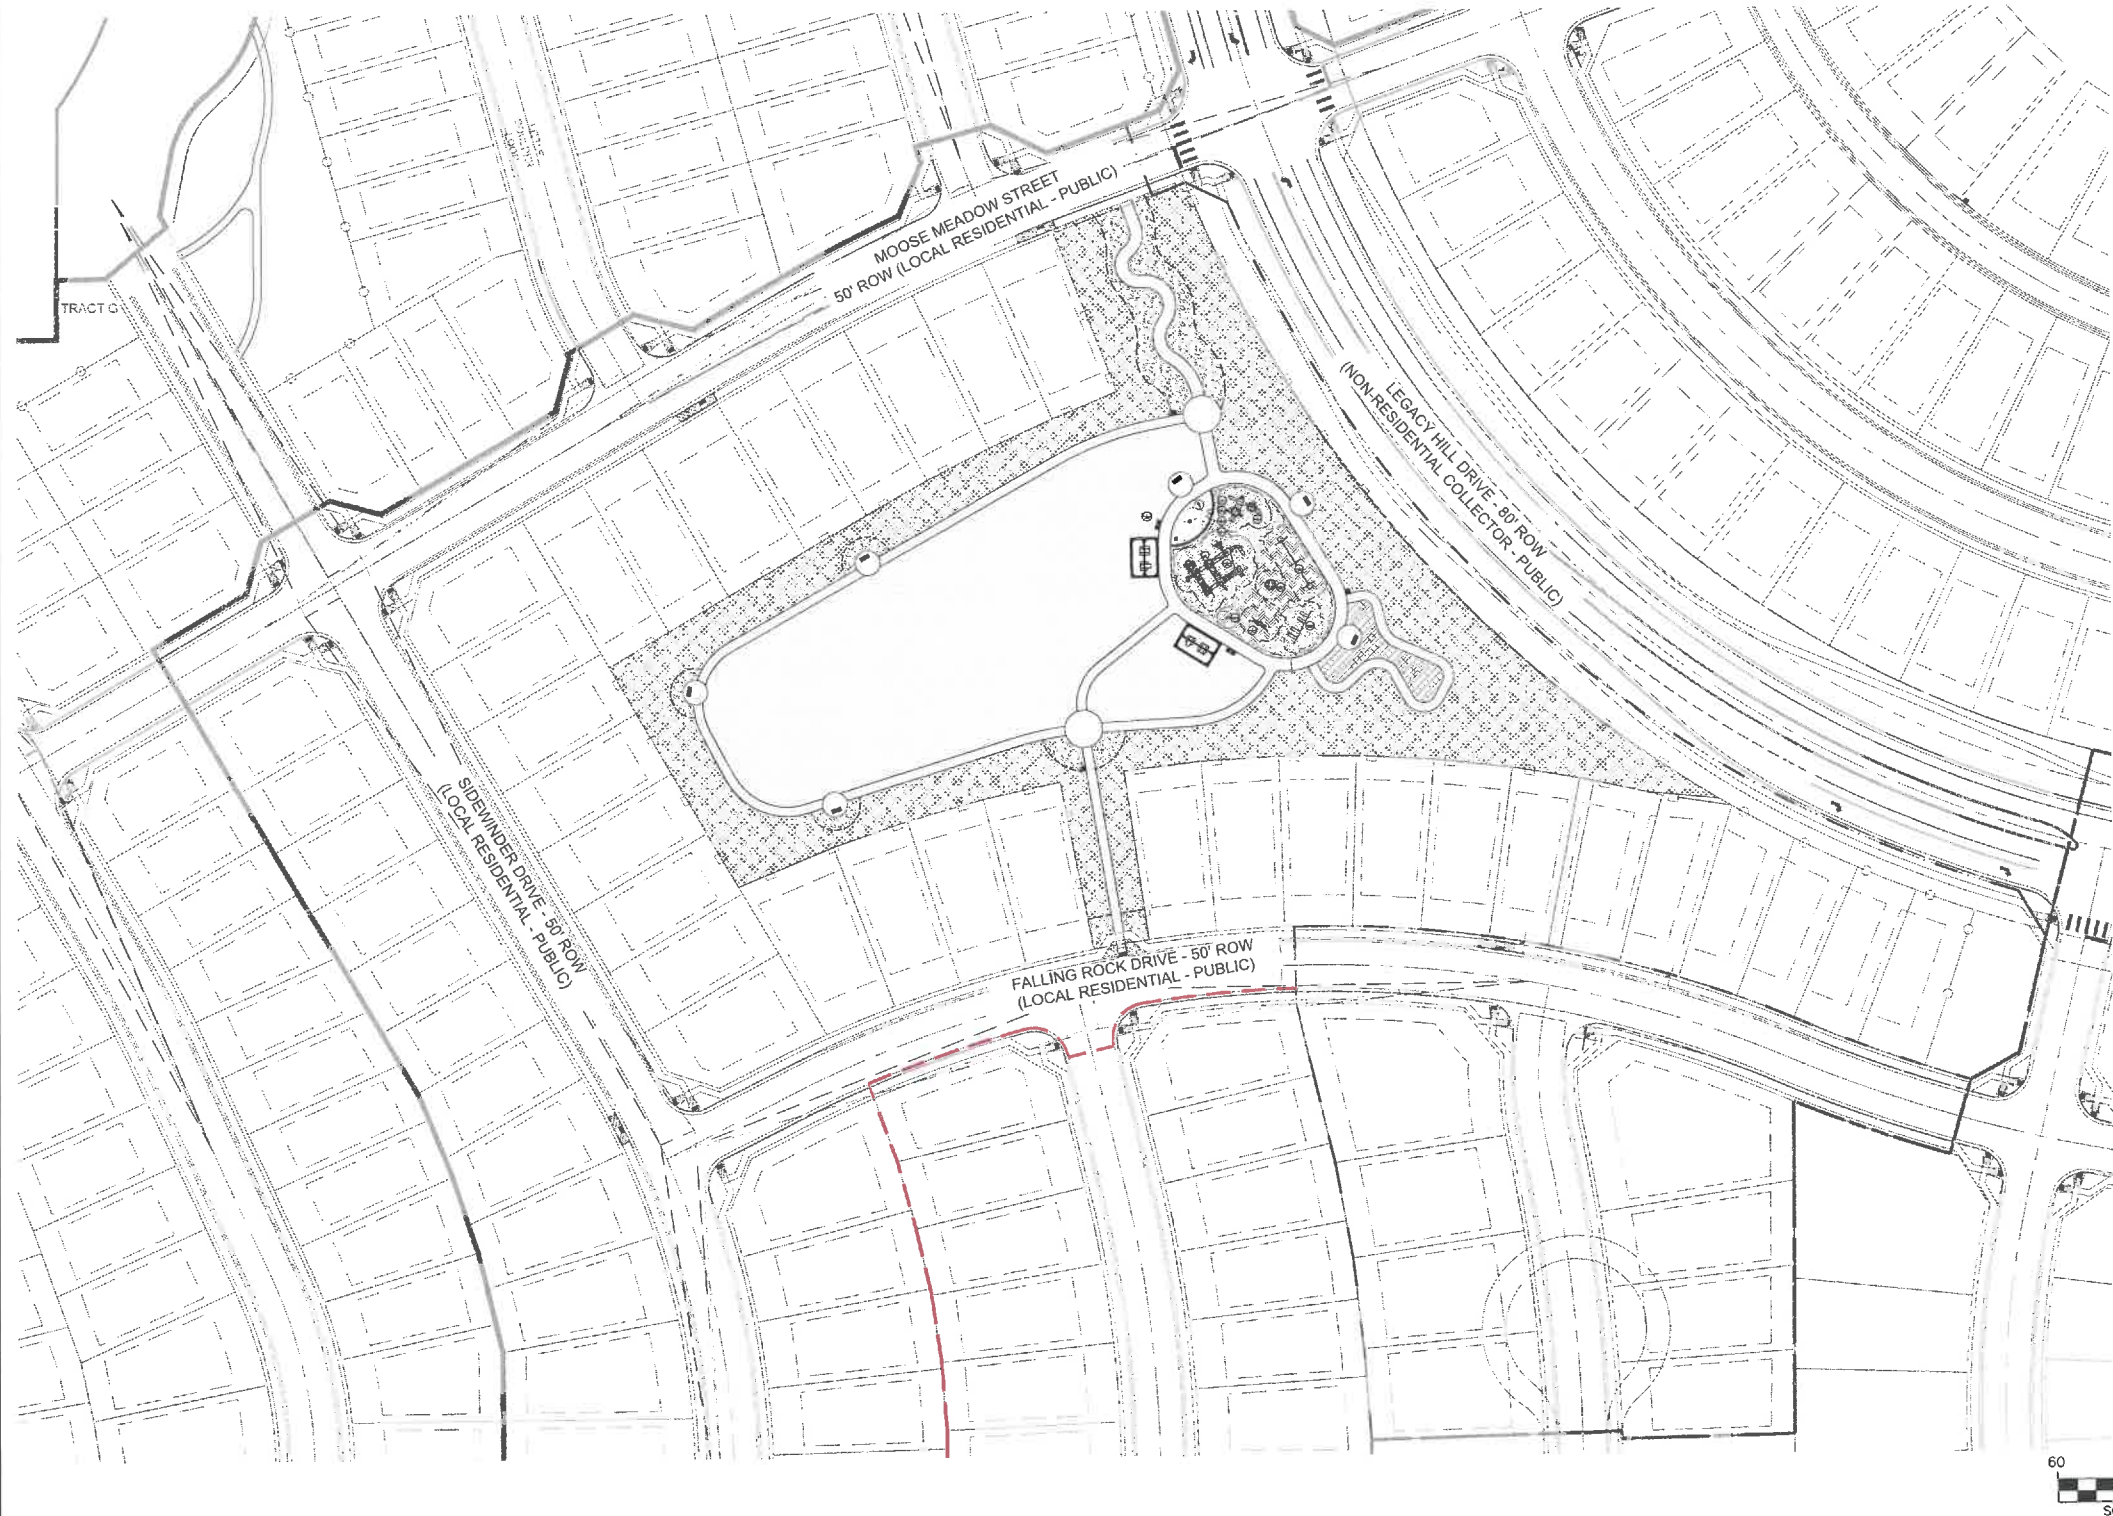 MOOSE MEADOW STREET
50' ROW (LOCAL RESIDENTIAL - PUBLIC)
TRACT G
LEGACY HILL DRIVE - 80' ROW
(NON-RESIDENTIAL COLLECTOR - PUBLIC)
SIDEWINDER DRIVE - 50' ROW
(LOCAL RESIDENTIAL - PUBLIC)
FALLING ROCK DRIVE - 50' ROW
(LOCAL RESIDENTIAL - PUBLIC)
60